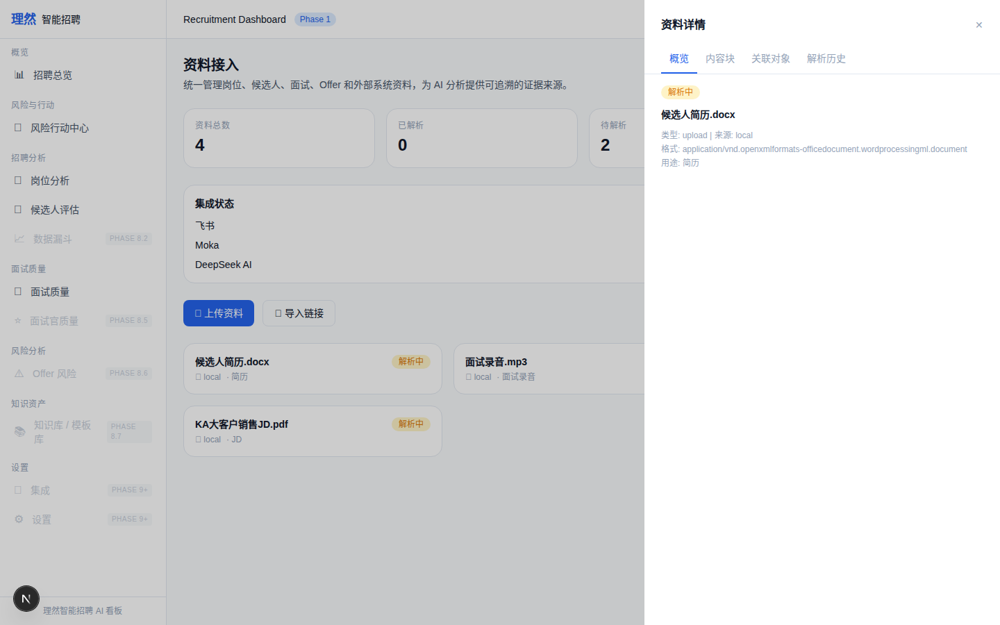 理然 智能招聘
概览
招聘总览
风险与行动
风险行动中心
招聘分析
岗位分析
候选人评估
数据漏斗 PHASE 8.2
面试质量
面试质量
面试官质量 PHASE 8.5
风险分析
Offer 风险 PHASE 8.6
知识资产
知识库 / 模板
库 PHASE 8.7
设置
集成 PHASE 9+
设置 PHASE 9+
理然智能招聘 AI 看板
Recruitment Dashboard Phase 1
资料接入
统一管理岗位、候选人、面试、Offer 和外部系统资料，为 AI 分析提供可追溯的证据来源。
资料总数
4
已解析
0
待解析
2
集成状态
飞书
Moka
DeepSeek AI
上传资料 导入链接
候选人简历.docx 解析中
local · 简历
面试录音.mp3
local · 面试录音
KA大客户销售JD.pdf 解析中
local · JD
资料详情 ×
概览 内容块 关联对象 解析历史
解析中
候选人简历.docx
类型: upload | 来源: local
格式: application/vnd.openxmlformats-officedocument.wordprocessingml.document
用途: 简历